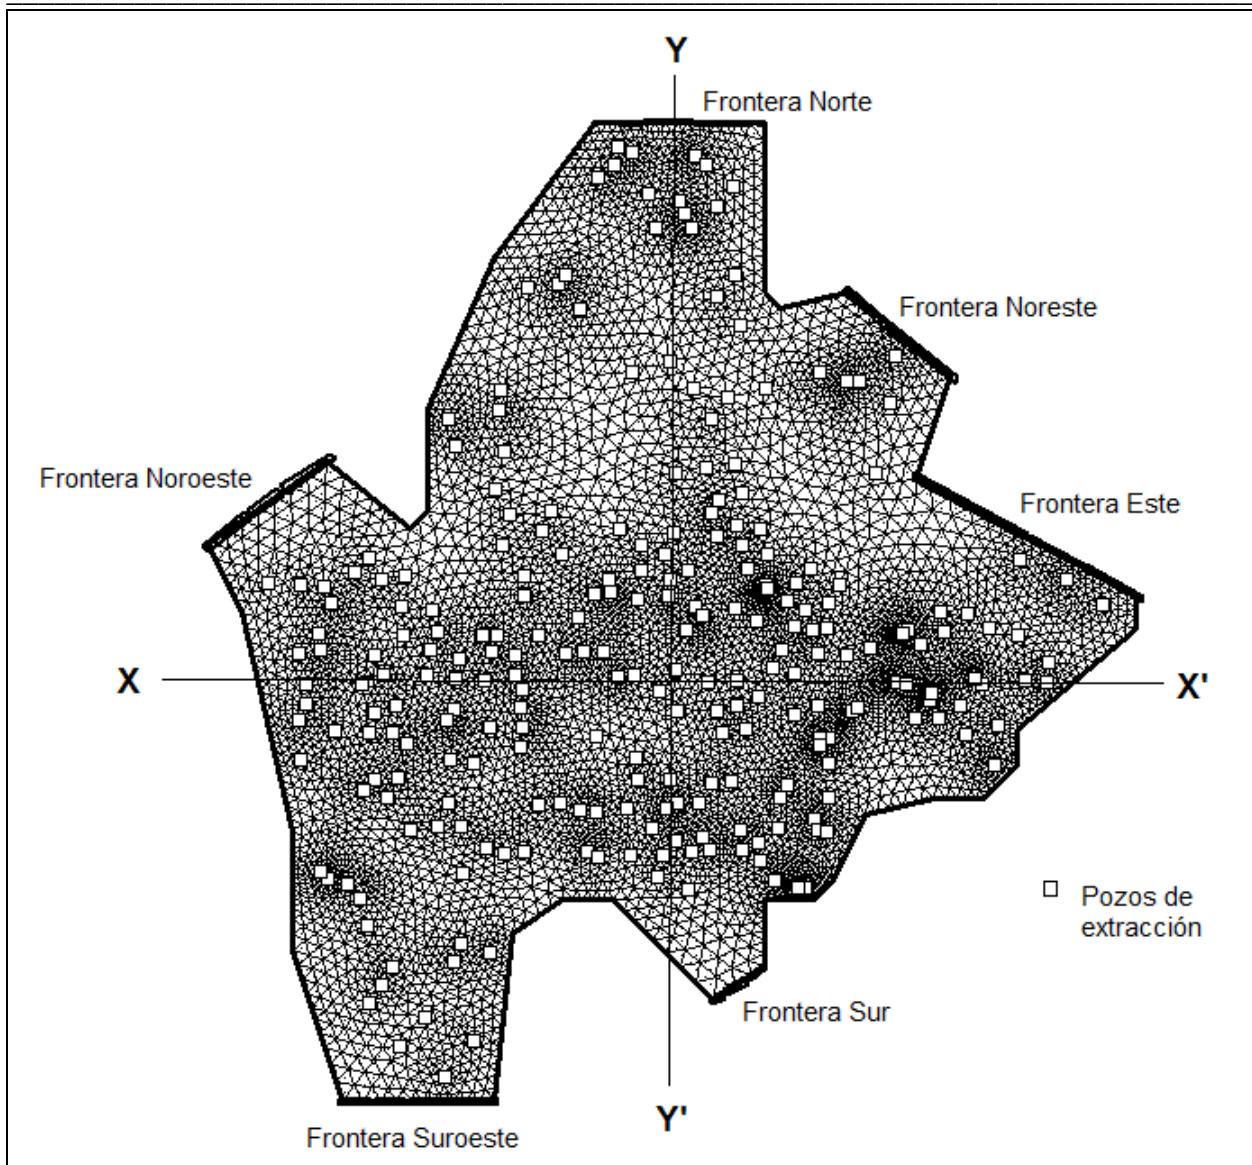 Y
Frontera Norte
Frontera Noreste
Frontera Noroeste
Frontera Este
X
X'
Pozos de
extracción
Frontera Sur
Y'
Frontera Suroeste